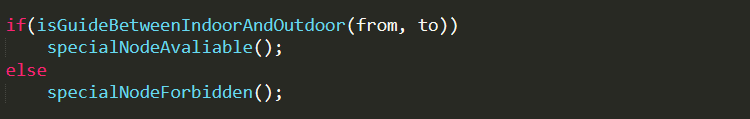 if(isGuideBetweenIndoorAndOutdoor(from, to))
    specialNodeAvaliable();
else
    specialNodeForbidden();